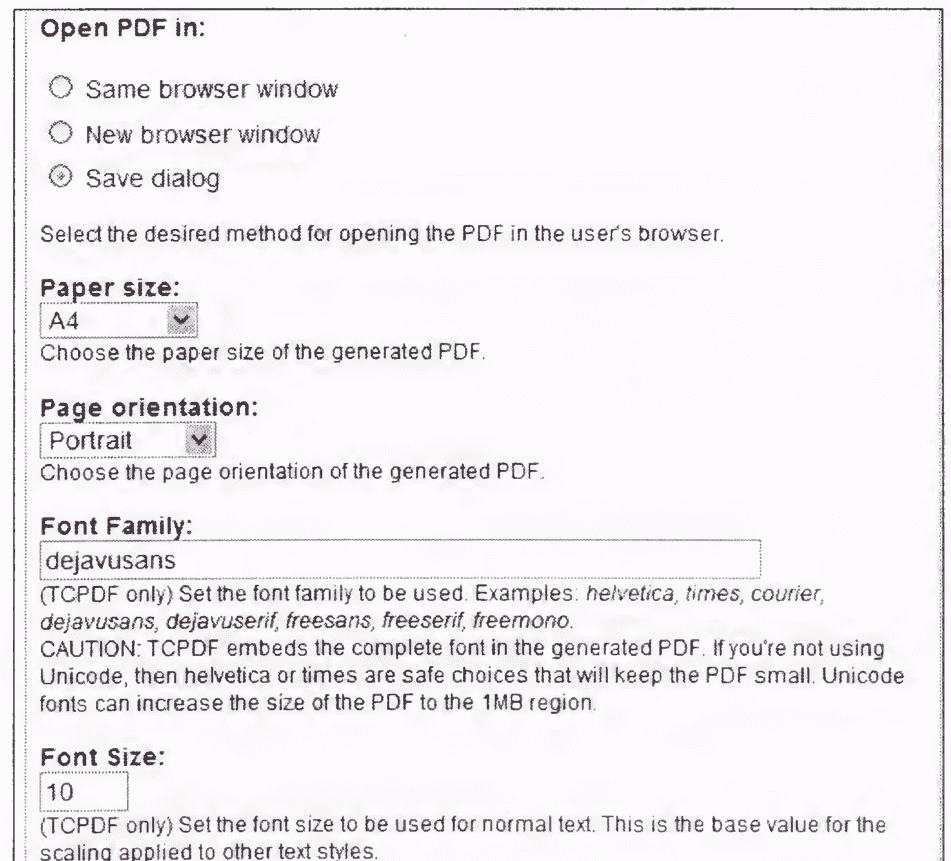 Open PDF in:
Same browser window
New browser window
Save dialog
Select the desired method for opening the PDF in the user's browser.
Paper size:
A4
Choose the paper size of the generated PDF.
Page orientation:
Portrait
Choose the page orientation of the generated PDF.
Font Family:
dejavusans
(TCPDF only) Set the font family to be used. Examples: helvetica, times, courier,
dejavusans, dejavuserif, freesans, freeserif, freemono.
CAUTION: TCPDF embeds the complete font in the generated PDF. If you're not using
Unicode, then helvetica or times are safe choices that will keep the PDF small. Unicode
fonts can increase the size of the PDF to the 1MB region.
Font Size:
10
(TCPDF only) Set the font size to be used for normal text. This is the base value for the
scaling applied to other text styles.